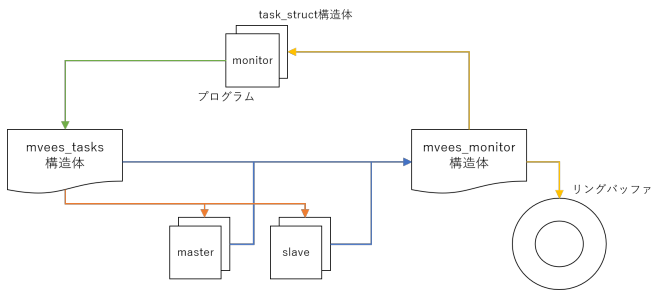 task_struct構造体
monitor
プログラム
mvees_tasks
構造体
mvees_monitor
構造体
リングバッファ
master
slave